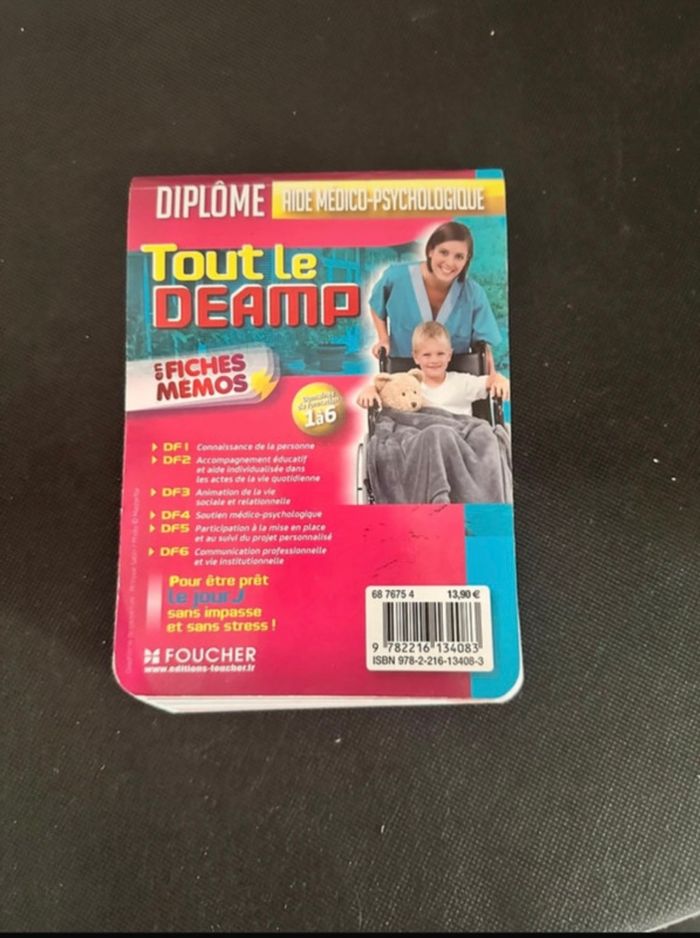 DIPLÔME AIDE MÉDICO-PSYCHOLOGIQUE
Tout le
DEAMP
en FICHES
MÉMOS
Domaines
de formation
1 à 6
DF1 Connaissance de la personne
DF2 Accompagnement éducatif
et aide individualisée dans
les actes de la vie quotidienne
DF3 Animation de la vie
sociale et relationnelle
DF4 Soutien médico-psychologique
DF5 Participation à la mise en place
et au suivi du projet personnalisé
DF6 Communication professionnelle
et vie institutionnelle
Pour être prêt
le jour J
sans impasse
et sans stress !
FOUCHER
www.editions-foucher.fr
68 7675 4 13,90 €
9 782216 134083
ISBN 978-2-216-13408-3